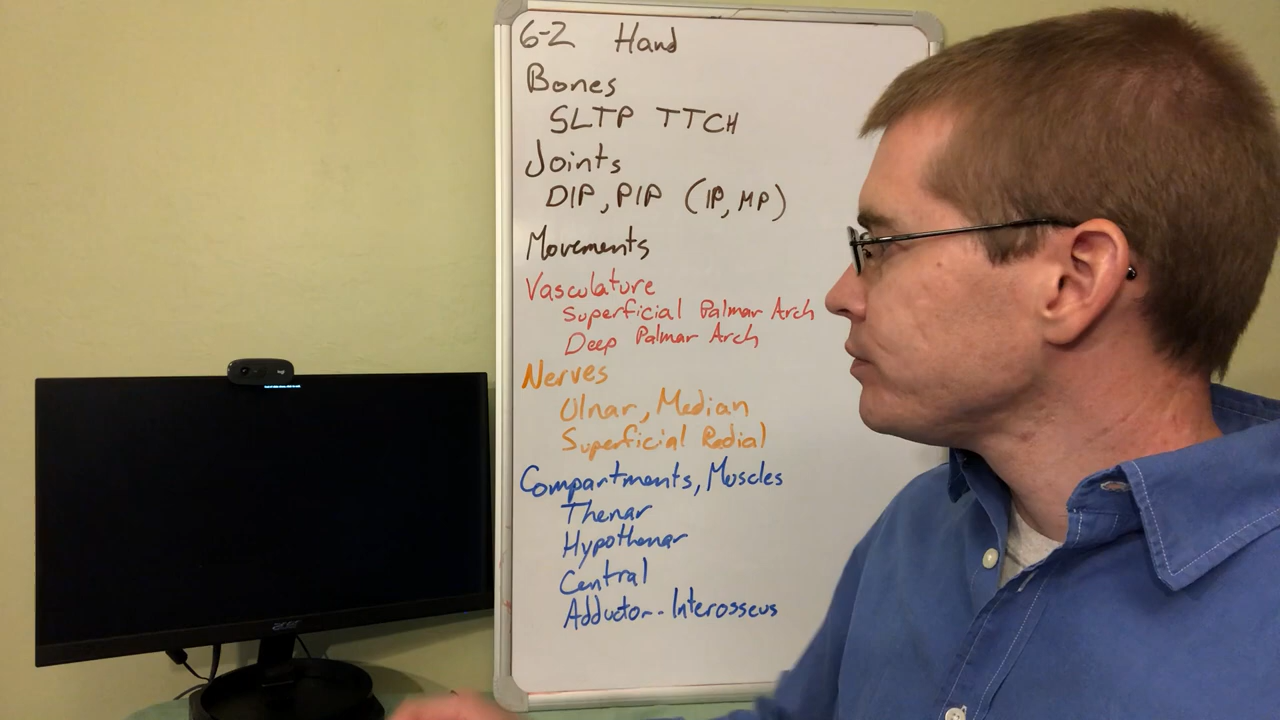 6-2 Hand
Bones
SLTP TTCH
Joints
DIP, PIP (IP, MP)
Movements
Vasculature
Superficial Palmar Arch
Deep Palmar Arch
Nerves
Ulnar, Median
Superficial Radial
Compartments, Muscles
Thenar
Hypothenar
Central
Adductor-Interosseus
acer